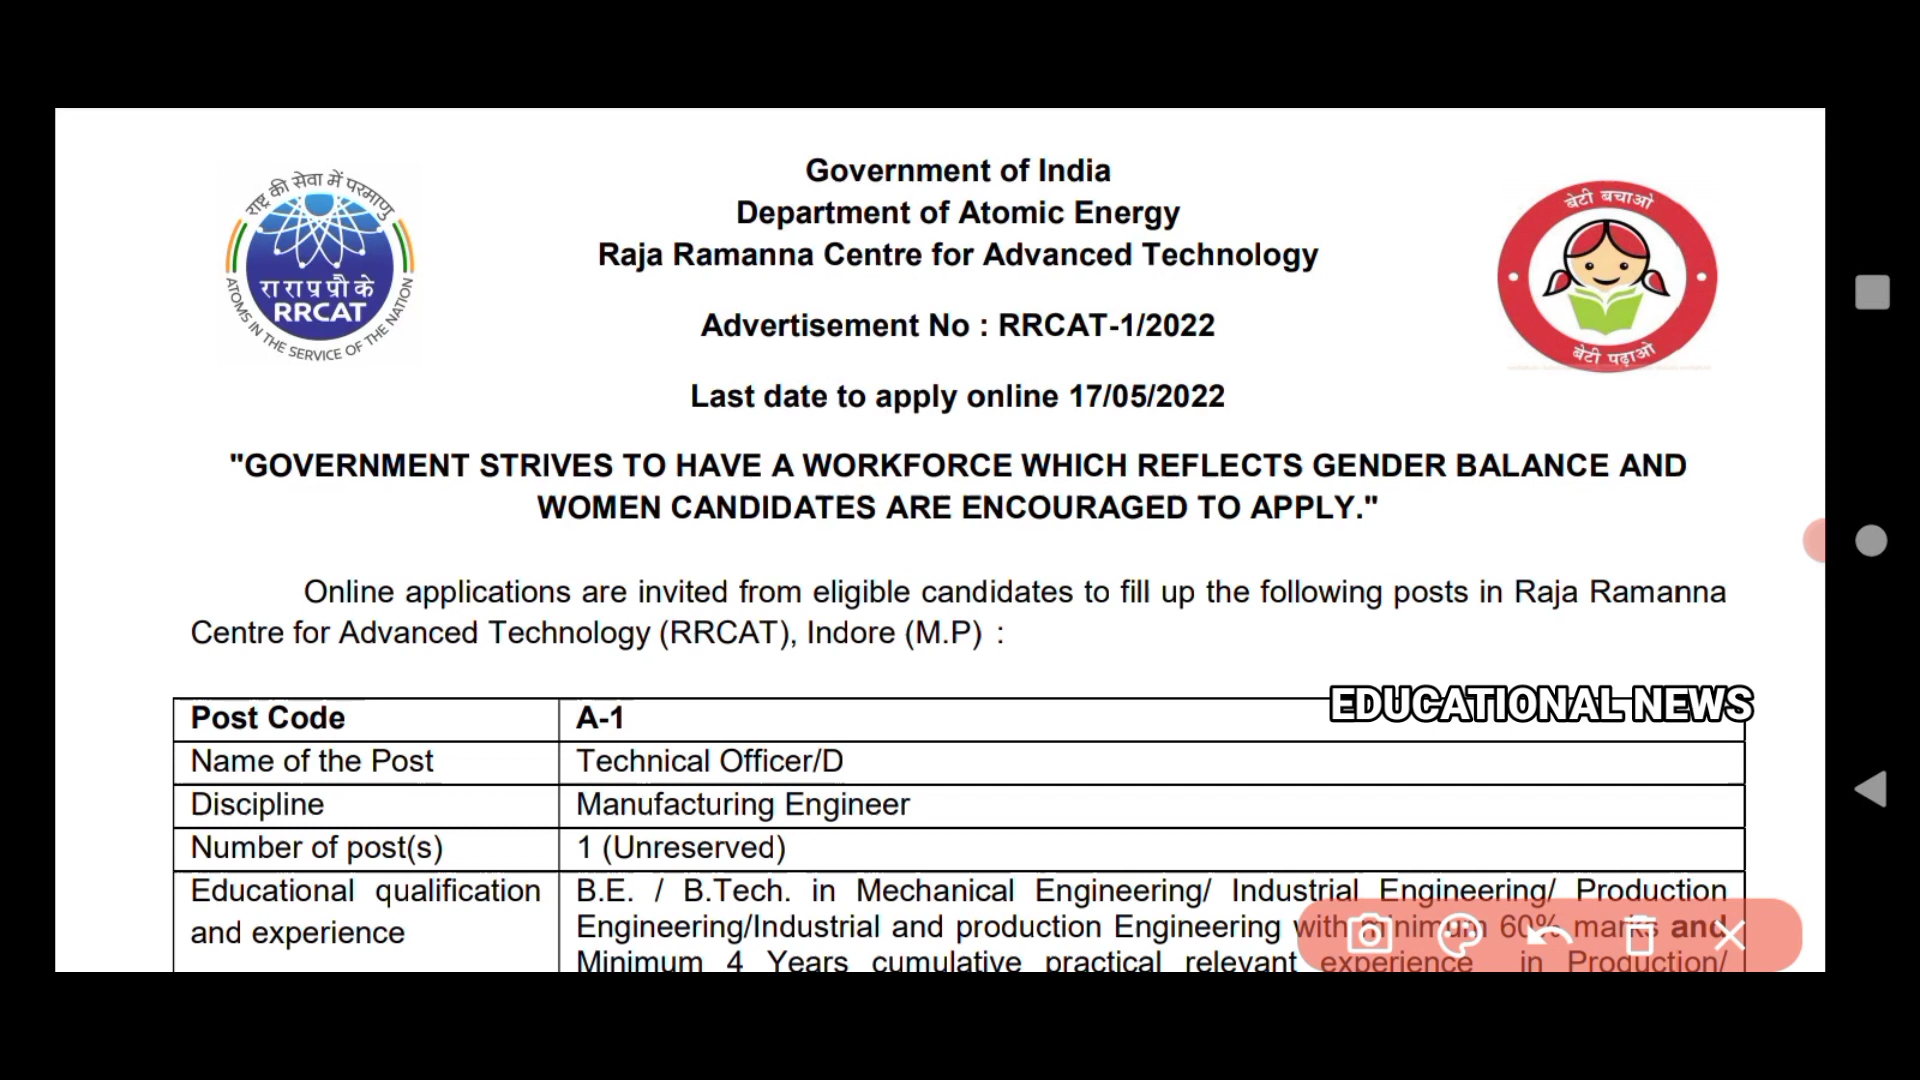 राष्ट्र की सेवा में परमाणु
रा रा प्र प्रौ के
RRCAT
ATOMS IN THE SERVICE OF THE NATION
Government of India
Department of Atomic Energy
Raja Ramanna Centre for Advanced Technology
Advertisement No : RRCAT-1/2022
Last date to apply online 17/05/2022
बेटी बचाओ
बेटी पढ़ाओ
"GOVERNMENT STRIVES TO HAVE A WORKFORCE WHICH REFLECTS GENDER BALANCE AND
WOMEN CANDIDATES ARE ENCOURAGED TO APPLY."
Online applications are invited from eligible candidates to fill up the following posts in Raja Ramanna
Centre for Advanced Technology (RRCAT), Indore (M.P) :
EDUCATIONAL NEWS
Post Code A-1
Name of the Post Technical Officer/D
Discipline Manufacturing Engineer
Number of post(s) 1 (Unreserved)
Educational qualification B.E. / B.Tech. in Mechanical Engineering/ Industrial Engineering/ Production
and experience Engineering/Industrial and production Engineering with minimum 60% marks and
Minimum 4 Years cumulative practical relevant experience in Production/